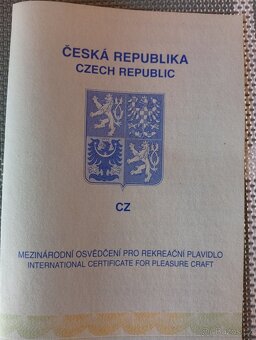 ČESKÁ REPUBLIKA
CZECH REPUBLIC
CZ
MEZINÁRODNÍ OSVĚDČENÍ PRO REKREAČNÍ PLAVIDLO
INTERNATIONAL CERTIFICATE FOR PLEASURE CRAFT